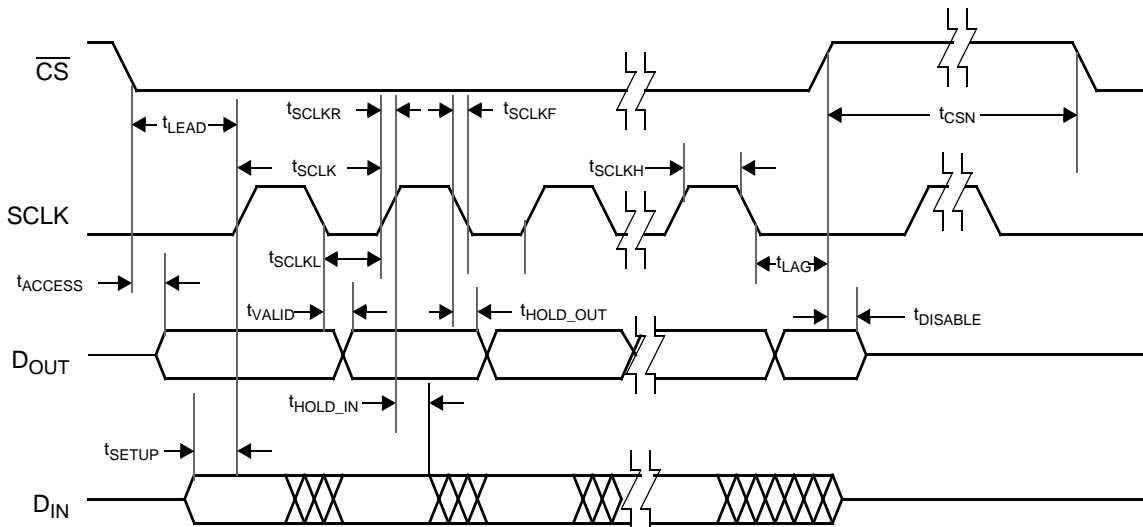 CS
tLEAD
tSCLKR
tSCLKF
tCSN
tSCLK
tSCLKH
SCLK
tSCLKL
tLAG
tACCESS
tVALID
tHOLD_OUT
tDISABLE
DOUT
tHOLD_IN
tSETUP
DIN